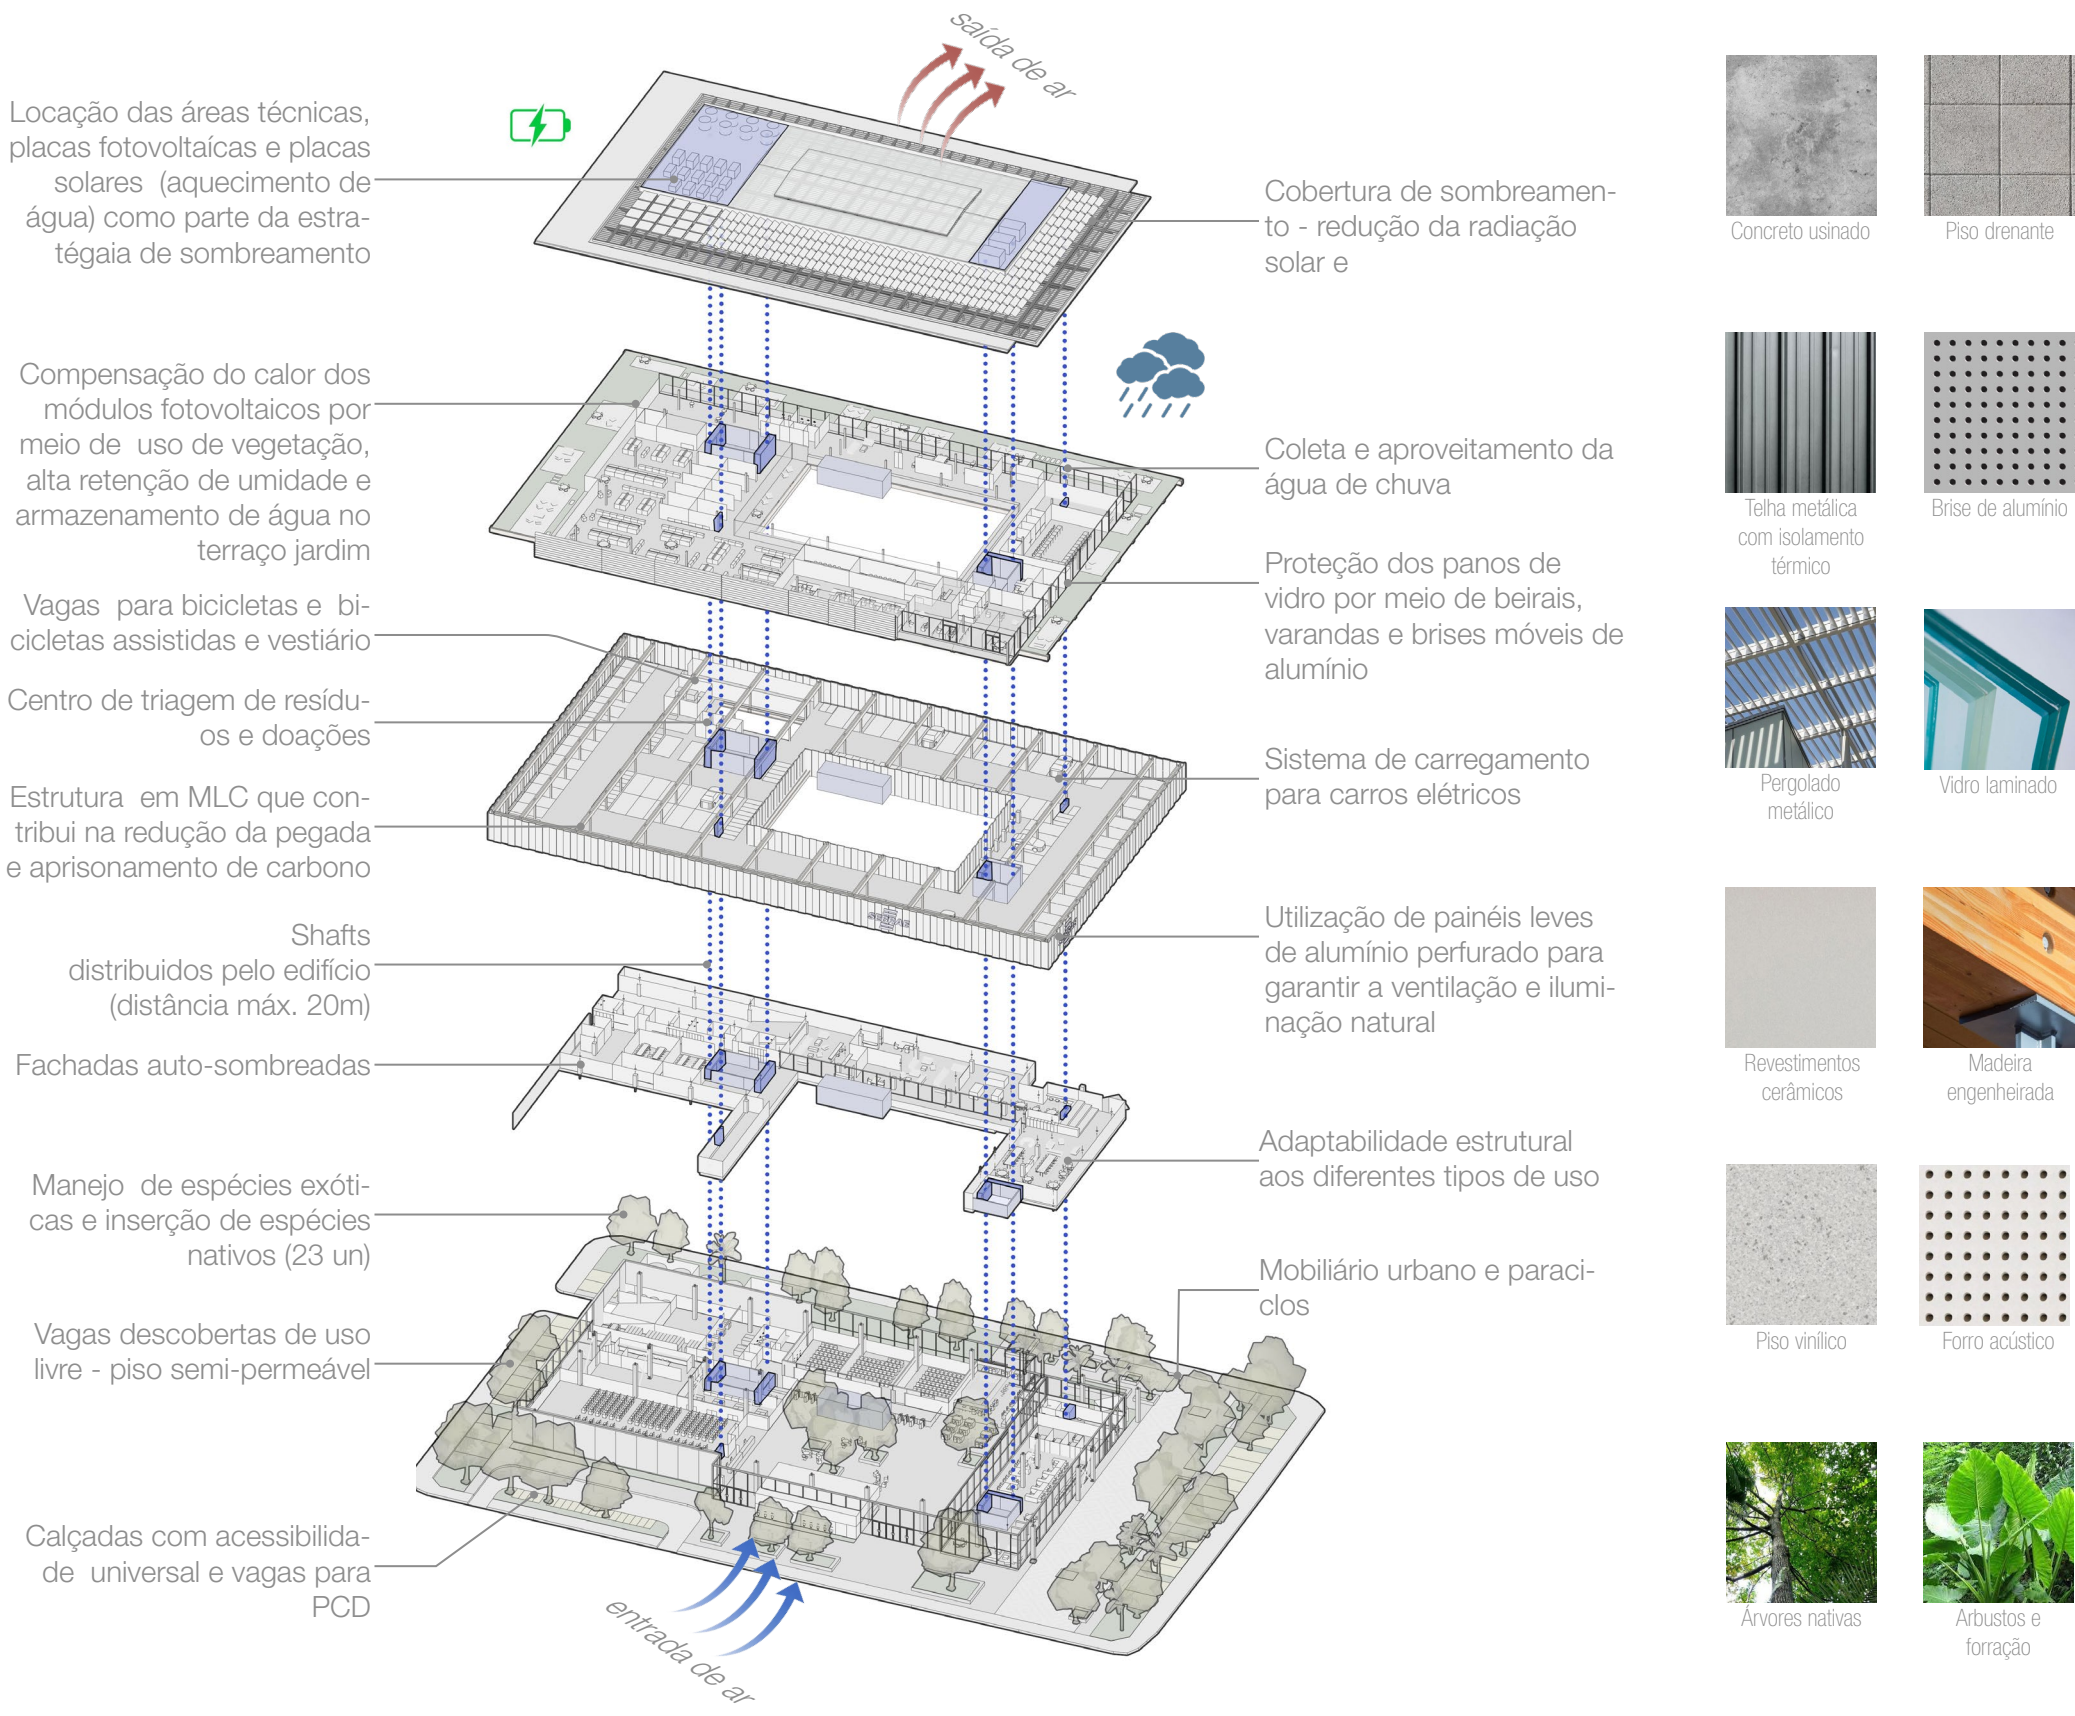 saída de ar
Locação das áreas técnicas,
placas fotovoltaícas e placas
solares (aquecimento de
água) como parte da estra-
tégaia de sombreamento
Compensação do calor dos
módulos fotovoltaicos por
meio de uso de vegetação,
alta retenção de umidade e
armazenamento de água no
terraço jardim
Vagas para bicicletas e bi-
cicletas assistidas e vestiário
Centro de triagem de resídu-
os e doações
Estrutura em MLC que con-
tribui na redução da pegada
e aprisonamento de carbono
Shafts
distribuidos pelo edifício
(distância máx. 20m)
Fachadas auto-sombreadas
Manejo de espécies exóti-
cas e inserção de espécies
nativos (23 un)
Vagas descobertas de uso
livre - piso semi-permeável
Calçadas com acessibilida-
de universal e vagas para
PCD
entrada de ar
SEBRAE
Cobertura de sombreamen-
to - redução da radiação
solar e
Coleta e aproveitamento da
água de chuva
Proteção dos panos de
vidro por meio de beirais,
varandas e brises móveis de
alumínio
Sistema de carregamento
para carros elétricos
Utilização de painéis leves
de alumínio perfurado para
garantir a ventilação e ilumi-
nação natural
Adaptabilidade estrutural
aos diferentes tipos de uso
Mobiliário urbano e paraci-
clos
Concreto usinado
Piso drenante
Telha metálica
com isolamento
térmico
Brise de alumínio
Pergolado
metálico
Vidro laminado
Revestimentos
cerâmicos
Madeira
engenheirada
Piso vinílico
Forro acústico
Árvores nativas
Arbustos e
forração